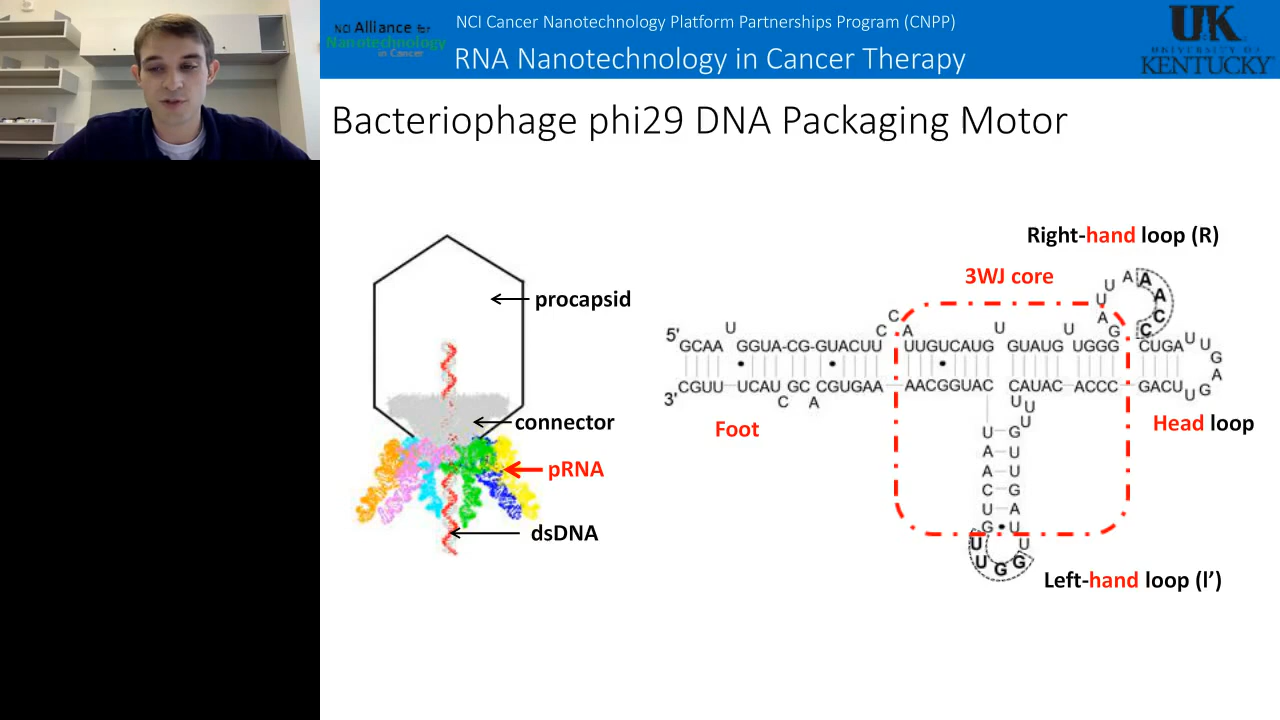 NCI Alliance for
Nanotechnology
in Cancer
NCI Cancer Nanotechnology Platform Partnerships Program (CNPP)
RNA Nanotechnology in Cancer Therapy
UK
UNIVERSITY OF
KENTUCKY
Bacteriophage phi29 DNA Packaging Motor
procapsid
connector
pRNA
dsDNA
Right-hand loop (R)
3WJ core
U A A A C C
U
A G
C C A
5'
U
U
U
GCAA GGUA-CG-GUACUU UUGUCAUG GUAUG UGGG CUGA U U G A G U
3'
CGUU UCAU GC CGUGAA AACGGUAC CAUAC ACCC GACU
C A
U U U
Foot
Head loop
U G
A U
A U
C G
U A
G U
U U G G U
Left-hand loop (l’)